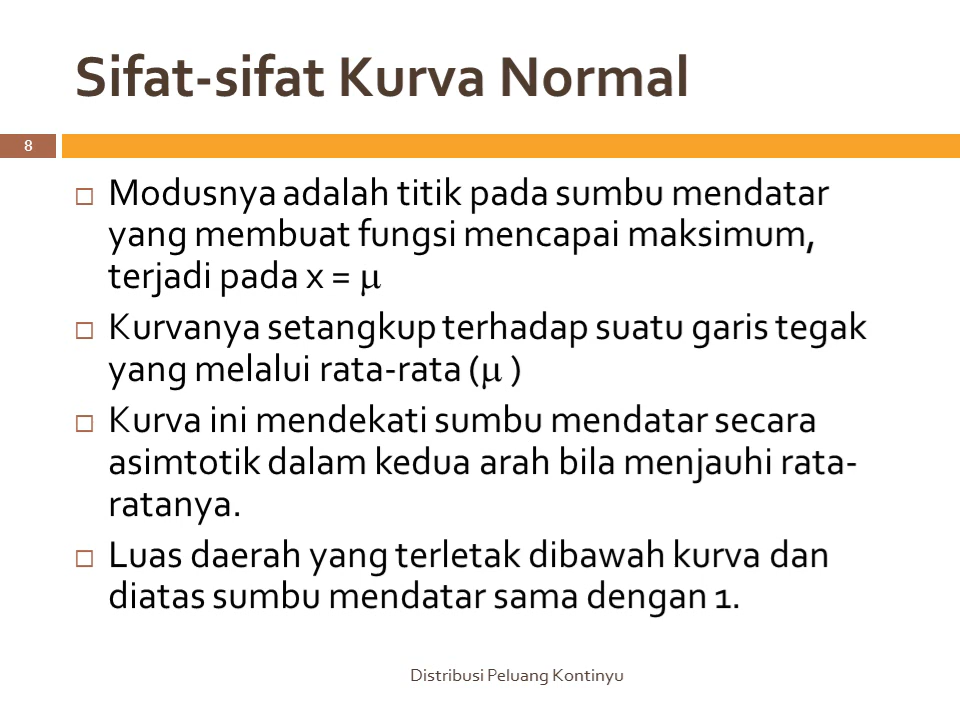 Sifat-sifat Kurva Normal
8
Modusnya adalah titik pada sumbu mendatar
yang membuat fungsi mencapai maksimum,
terjadi pada x = μ
Kurvanya setangkup terhadap suatu garis tegak
yang melalui rata-rata (μ )
Kurva ini mendekati sumbu mendatar secara
asimtotik dalam kedua arah bila menjauhi rata-
ratanya.
Luas daerah yang terletak dibawah kurva dan
diatas sumbu mendatar sama dengan 1.
Distribusi Peluang Kontinyu